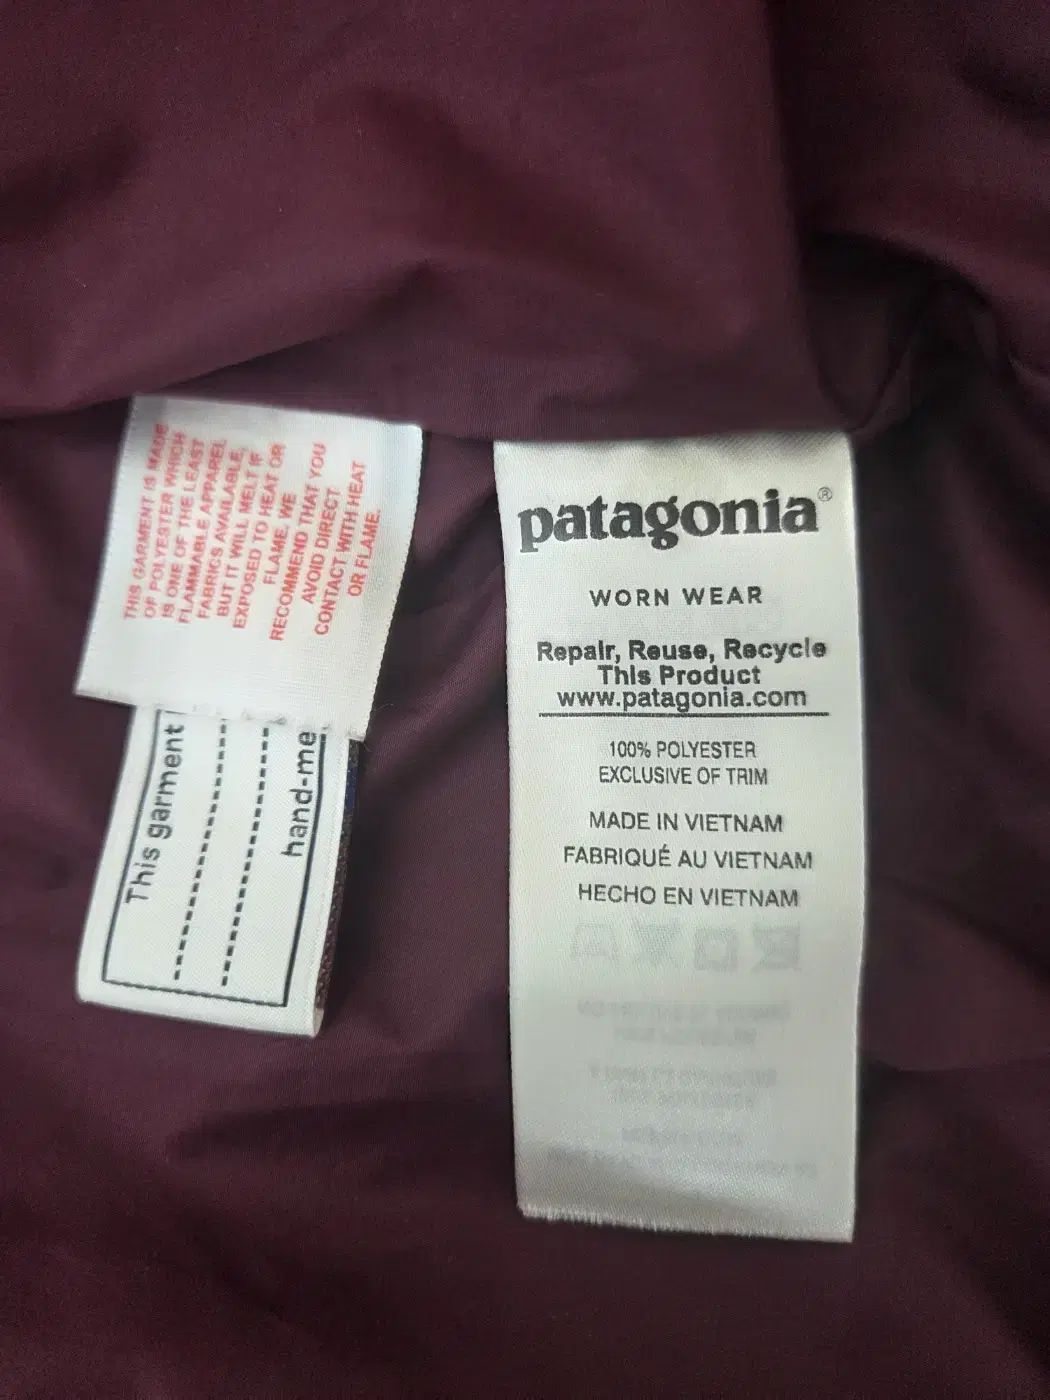 THIS GARMENT IS MADE
OF POLYESTER WHICH
IS ONE OF THE LEAST
FLAMMABLE APPAREL
FABRICS AVAILABLE,
BUT IT WILL MELT IF
EXPOSED TO HEAT OR
FLAME. WE
RECOMMEND THAT YOU
AVOID DIRECT
CONTACT WITH HEAT
OR FLAME.
This garment
hand-me
patagonia®
WORN WEAR
Repair, Reuse, Recycle
This Product
www.patagonia.com
100% POLYESTER
EXCLUSIVE OF TRIM
MADE IN VIETNAM
FABRIQUÉ AU VIETNAM
HECHO EN VIETNAM